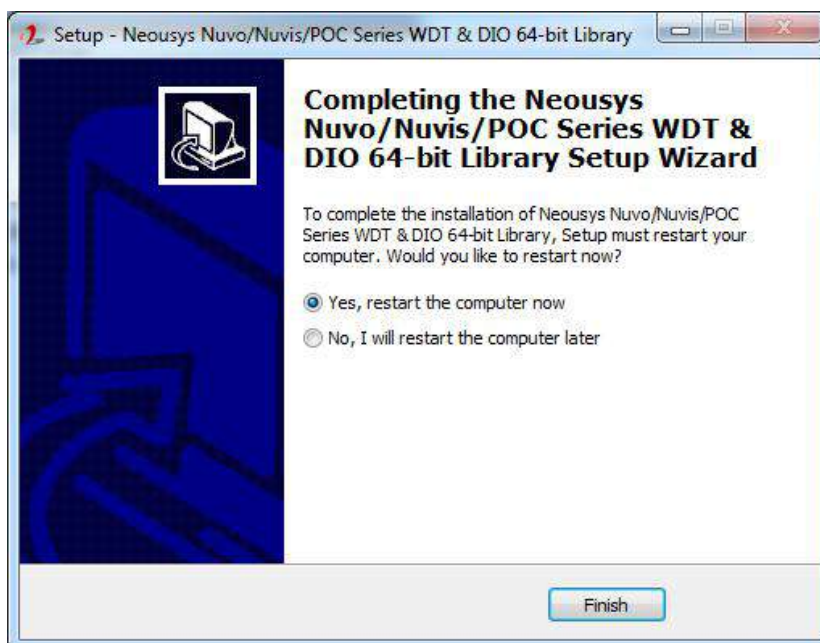 Setup - Neousys Nuvo/Nuvis/POC Series WDT & DIO 64-bit Library
Completing the Neousys
Nuvo/Nuvis/POC Series WDT &
DIO 64-bit Library Setup Wizard
To complete the installation of Neousys Nuvo/Nuvis/POC
Series WDT & DIO 64-bit Library, Setup must restart your
computer. Would you like to restart now?
Yes, restart the computer now
No, I will restart the computer later
Finish